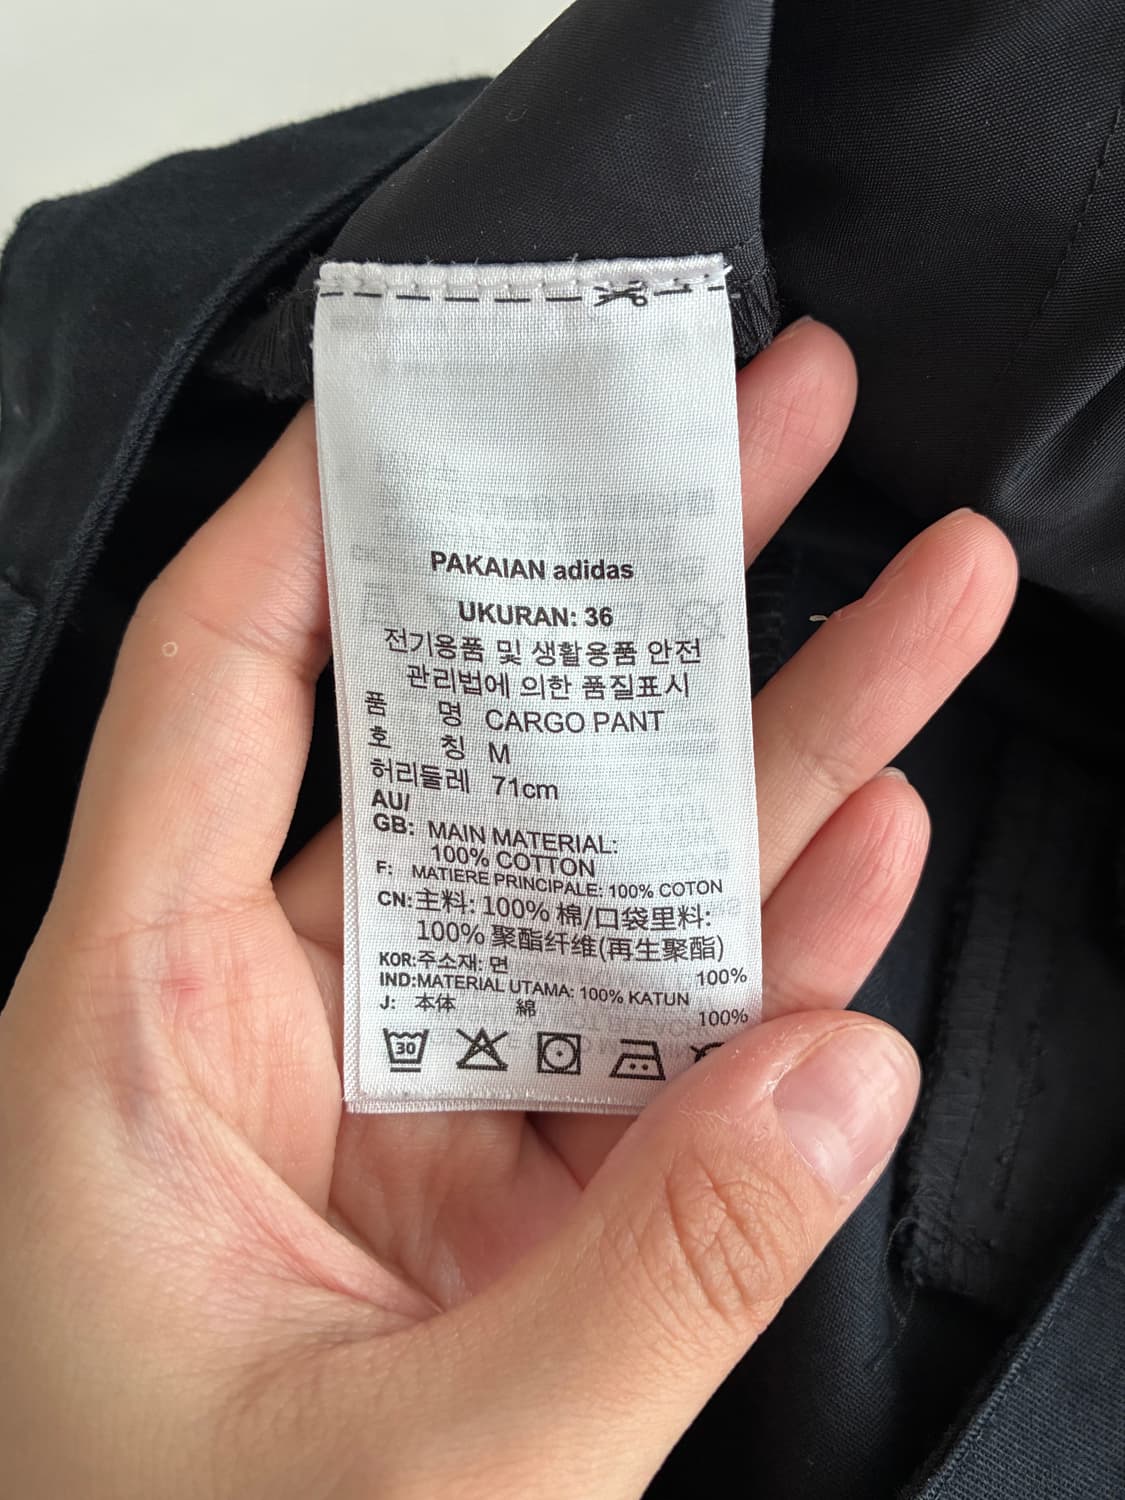 PAKAIAN adidas
UKURAN: 36
전기용품 및 생활용품 안전
관리법에 의한 품질표시
품 명 CARGO PANT
호 칭 M
허리둘레 71cm
AU/
GB: MAIN MATERIAL:
100% COTTON
F: MATIERE PRINCIPALE: 100% COTON
CN: 主料: 100% 棉/口袋里料:
100% 聚酯纤维(再生聚酯)
KOR:주소재: 면 100%
IND:MATERIAL UTAMA: 100% KATUN
J: 本体 綿 100%
30